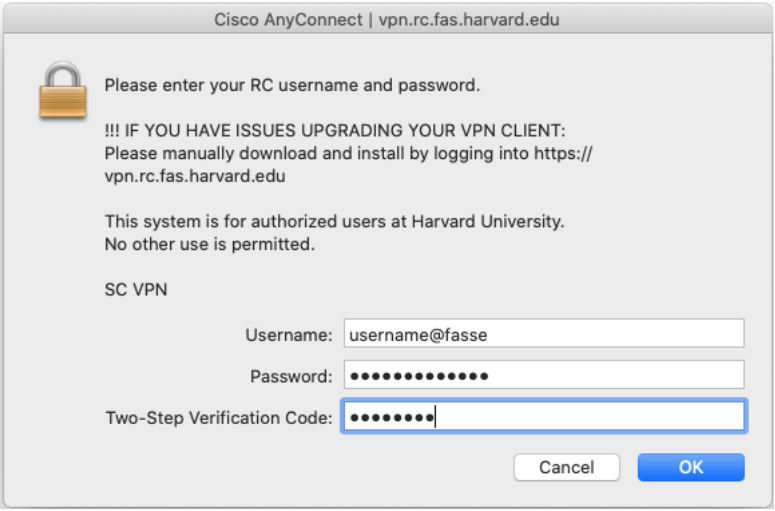 Cisco AnyConnect | vpn.rc.fas.harvard.edu
Please enter your RC username and password.
!!! IF YOU HAVE ISSUES UPGRADING YOUR VPN CLIENT:
Please manually download and install by logging into https://
vpn.rc.fas.harvard.edu
This system is for authorized users at Harvard University.
No other use is permitted.
SC VPN
Username: username@fasse
Password: •••••••••••••
Two-Step Verification Code: ••••••••
Cancel OK